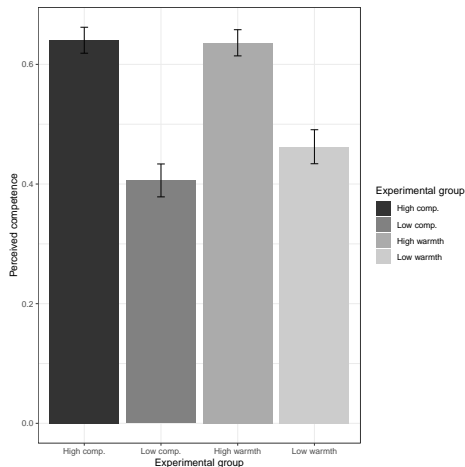 Perceived competence
0.6
0.4
0.2
0.0
High comp.
Low comp.
High warmth
Low warmth
Experimental group
Experimental group
High comp.
Low comp.
High warmth
Low warmth